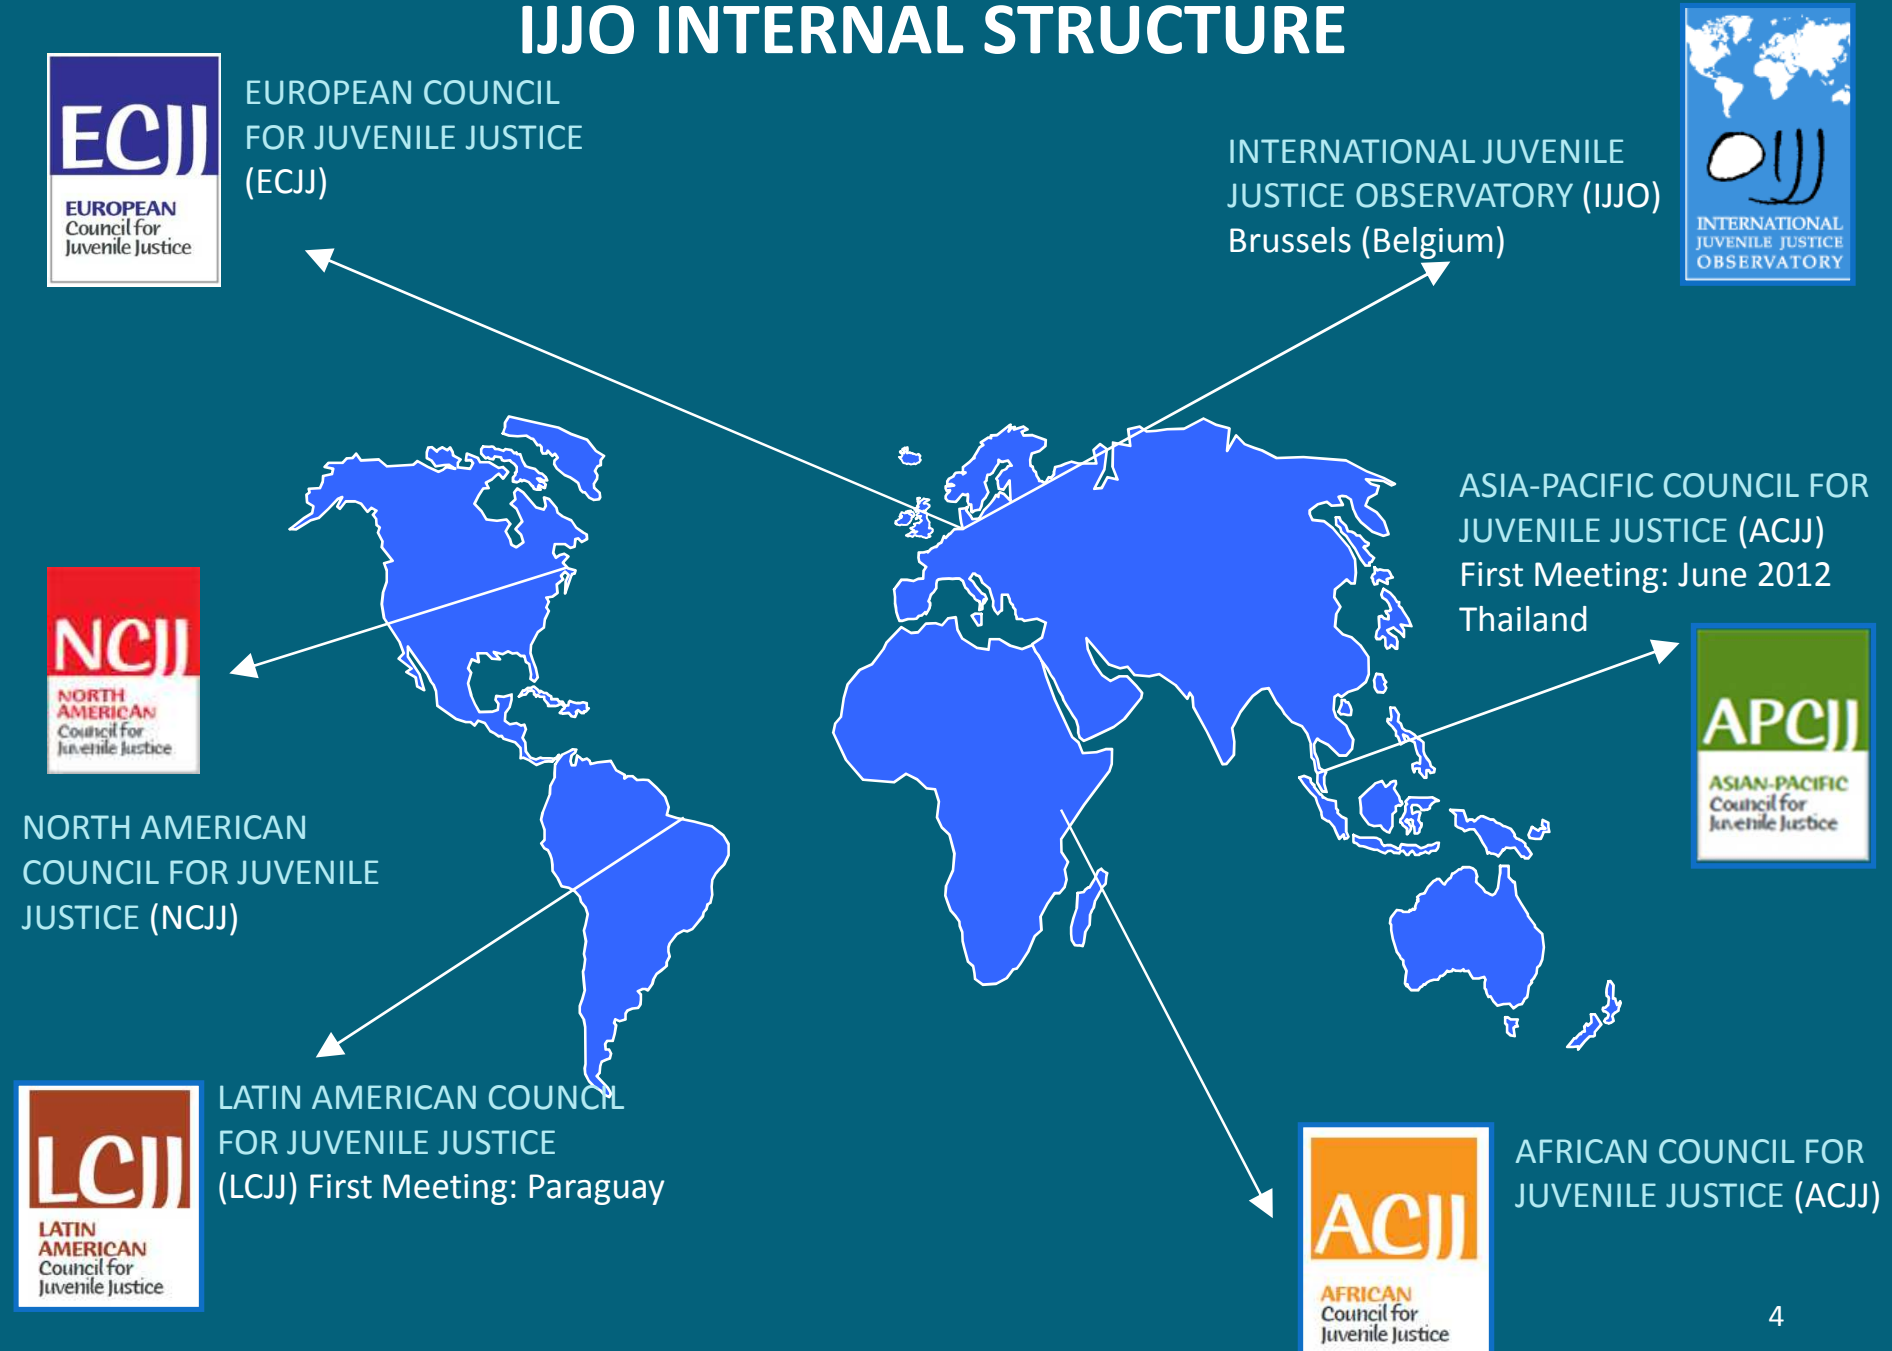 IJJO INTERNAL STRUCTURE
ECJJ
EUROPEAN
Council for
Juvenile Justice
EUROPEAN COUNCIL
FOR JUVENILE JUSTICE
(ECJJ)
INTERNATIONAL JUVENILE
JUSTICE OBSERVATORY (IJJO)
Brussels (Belgium)
OIJJ
INTERNATIONAL
JUVENILE JUSTICE
OBSERVATORY
ASIA-PACIFIC COUNCIL FOR
JUVENILE JUSTICE (ACJJ)
First Meeting: June 2012
Thailand
APCJJ
ASIAN-PACIFIC
Council for
Juvenile Justice
NCJJ
NORTH
AMERICAN
Council for
Juvenile Justice
NORTH AMERICAN
COUNCIL FOR JUVENILE
JUSTICE (NCJJ)
LCJJ
LATIN
AMERICAN
Council for
Juvenile Justice
LATIN AMERICAN COUNCIL
FOR JUVENILE JUSTICE
(LCJJ) First Meeting: Paraguay
ACJJ
AFRICAN
Council for
Juvenile Justice
AFRICAN COUNCIL FOR
JUVENILE JUSTICE (ACJJ)
4